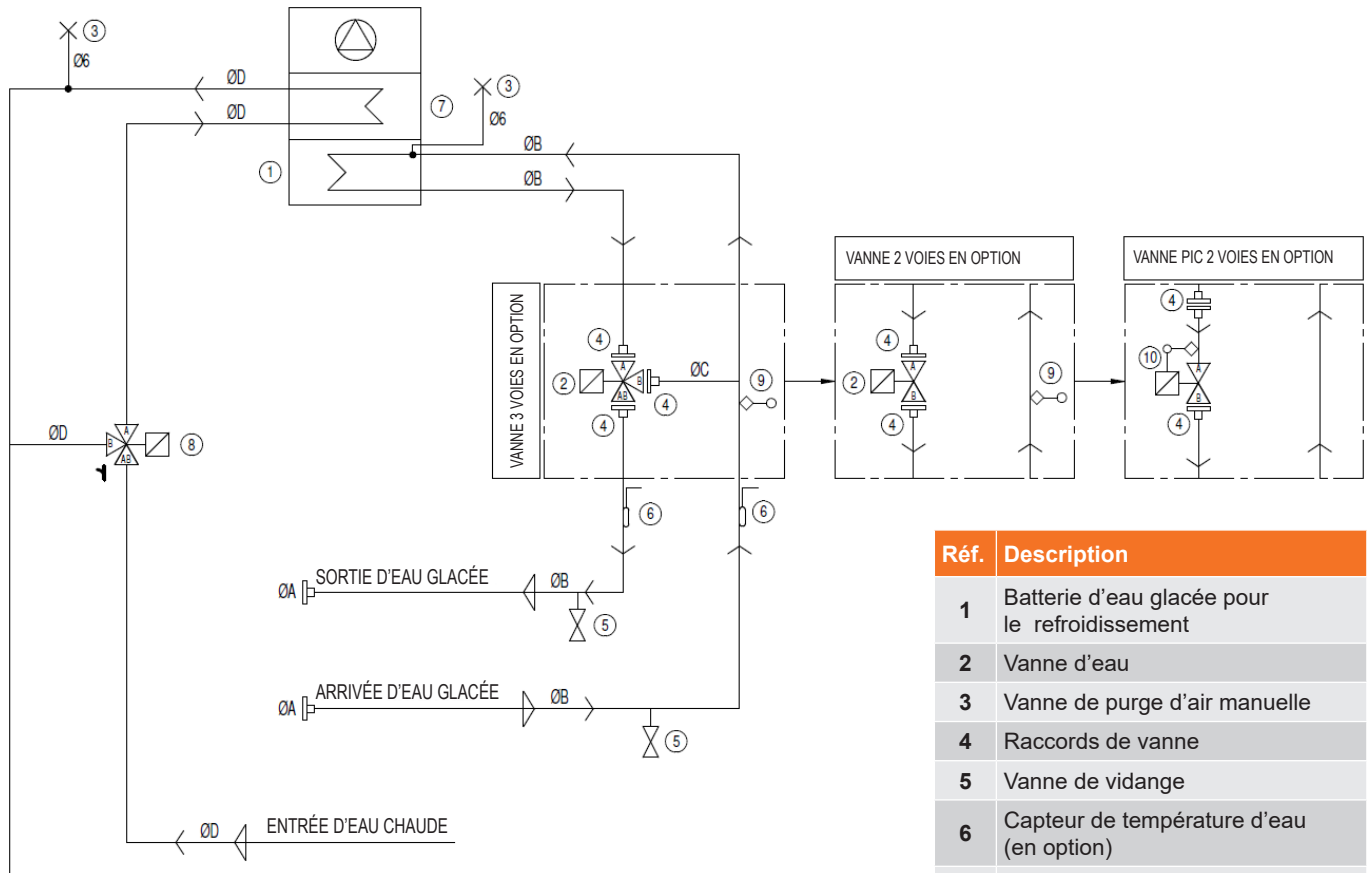 3
Ø6
ØD
ØD
7
3
Ø6
1
ØB
ØB
VANNE 3 VOIES EN OPTION
VANNE 2 VOIES EN OPTION
VANNE PIC 2 VOIES EN OPTION
4
A
2
B
AB
4
4
ØC
9
4
A
2
B
4
9
4
10
A
B
4
ØD
A
B
AB
8
6
6
ØA
SORTIE D'EAU GLACÉE
ØB
5
ØA
ARRIVÉE D'EAU GLACÉE
ØB
5
ØD
ENTRÉE D'EAU CHAUDE
Réf. Description
1 Batterie d'eau glacée pour
le refroidissement
2 Vanne d'eau
3 Vanne de purge d'air manuelle
4 Raccords de vanne
5 Vanne de vidange
6 Capteur de température d'eau
(en option)